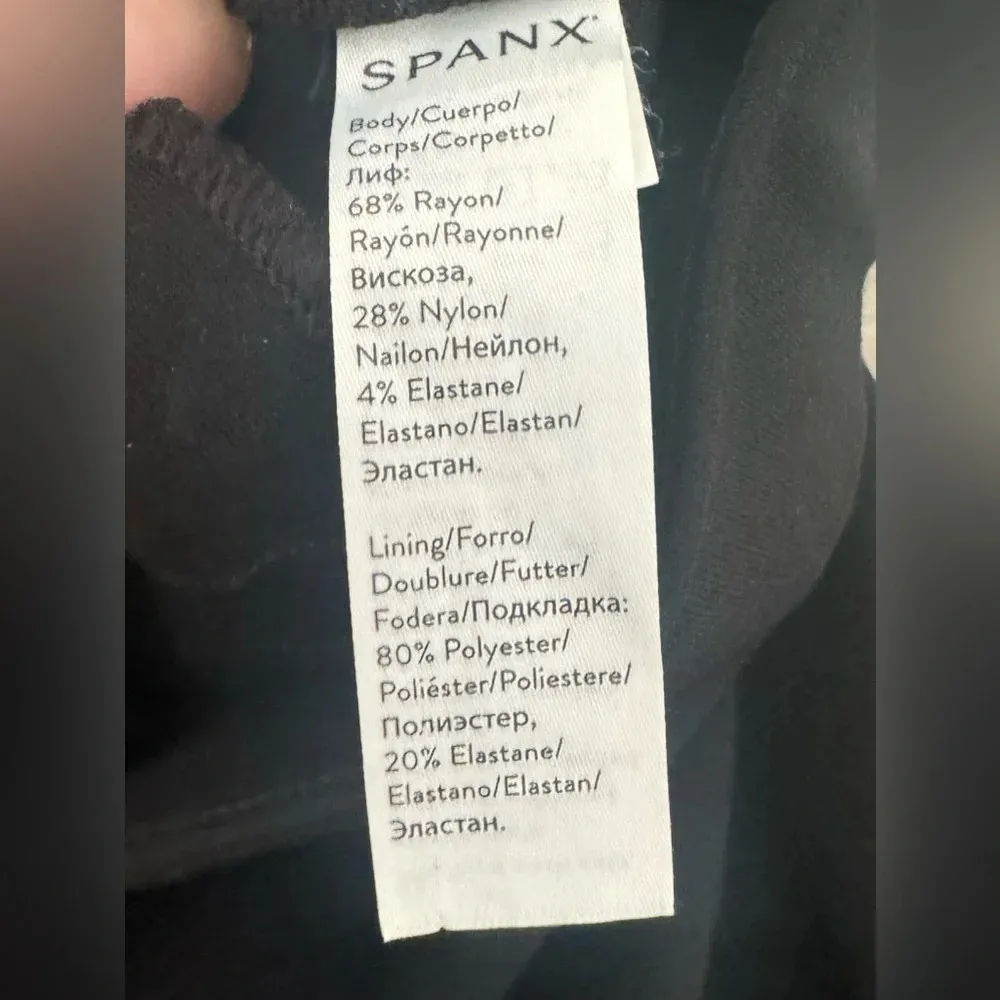 SPANX
Body/Cuerpo/
Corps/Corpetto/
Лиф:
68% Rayon/
Rayón/Rayonne/
Вискоза,
28% Nylon/
Nailon/Нейлон,
4% Elastane/
Elastano/Elastan/
Эластан.
Lining/Forro/
Doublure/Futter/
Fodera/Подкладка:
80% Polyester/
Poliéster/Poliestere/
Полиэстер,
20% Elastane/
Elastano/Elastan/
Эластан.